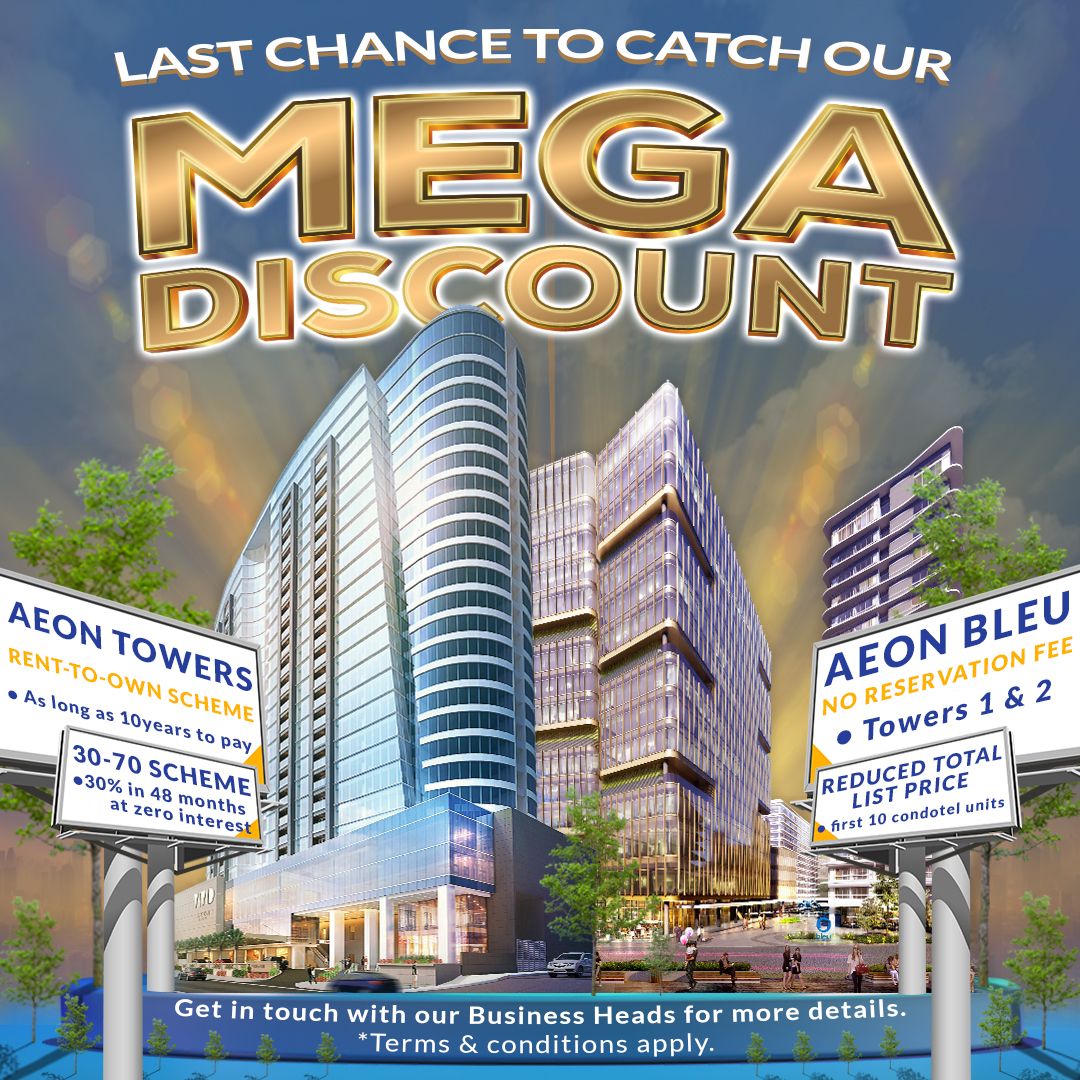 LAST CHANCE TO CATCH OUR
MEGA
DISCOUNT
AEON TOWERS
RENT-TO-OWN SCHEME
• As long as 10years to pay
30-70 SCHEME
•30% in 48 months
at zero interest
AEON BLEU
NO RESERVATION FEE
• Towers 1 & 2
REDUCED TOTAL
LIST PRICE
• first 10 condotel units
Get in touch with our Business Heads for more details.
*Terms & conditions apply.